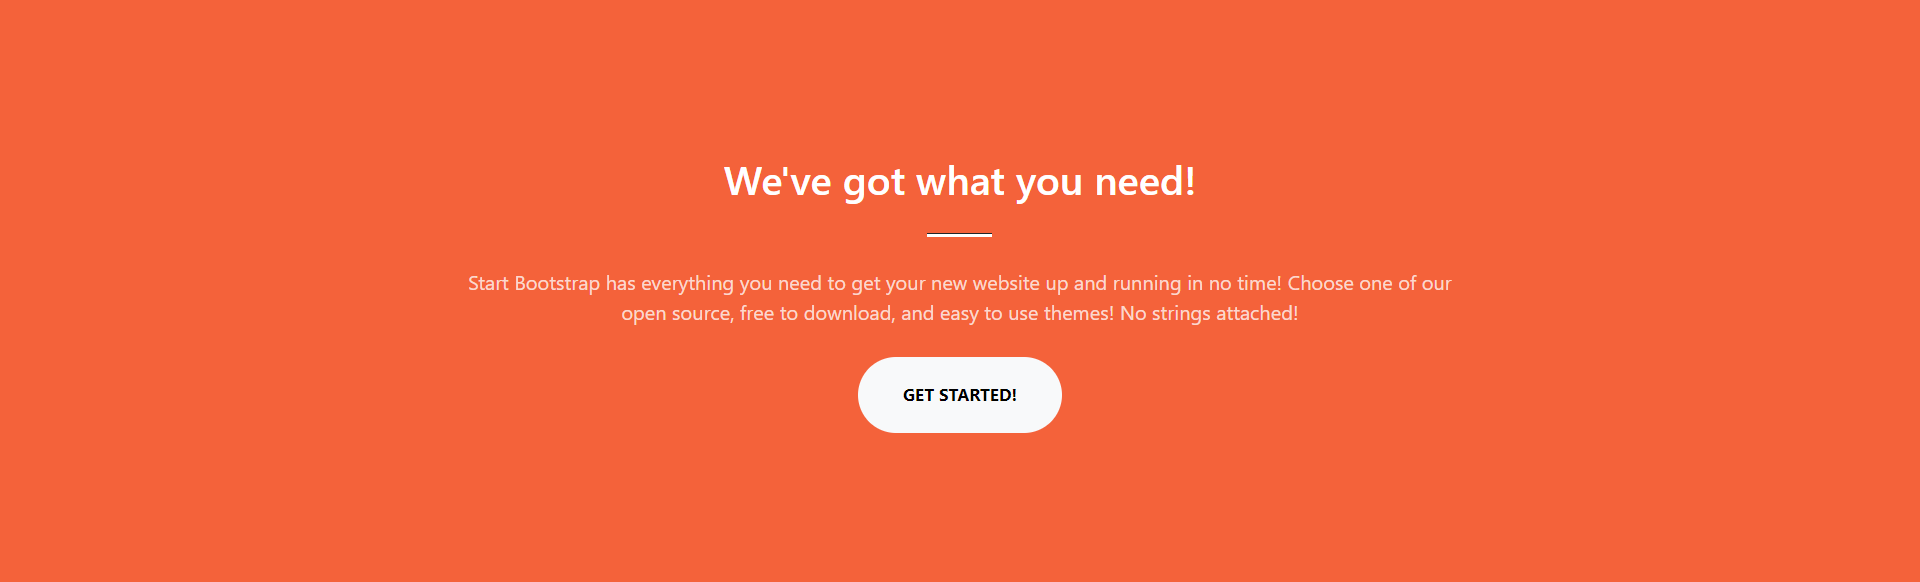 We've got what you need!
Start Bootstrap has everything you need to get your new website up and running in no time! Choose one of our
open source, free to download, and easy to use themes! No strings attached!
GET STARTED!